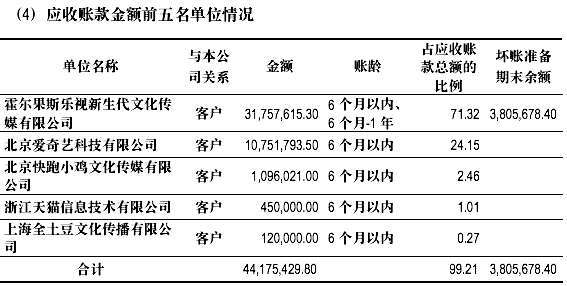 (4) 应收账款金额前五名单位情况
单位名称 与本公司关系 金额 账龄 占应收账款总额的比例 坏账准备期末余额
霍尔果斯乐视新生代文化传媒有限公司 客户 31,757,615.30 6 个月以内、6 个月-1 年 71.32 3,805,678.40
北京爱奇艺科技有限公司 客户 10,751,793.50 6 个月以内 24.15
北京快跑小鸡文化传媒有限公司 客户 1,096,021.00 6 个月以内 2.46
浙江天猫信息技术有限公司 客户 450,000.00 6 个月以内 1.01
上海全土豆文化传播有限公司 客户 120,000.00 6 个月以内 0.27
合计 44,175,429.80 99.21 3,805,678.40